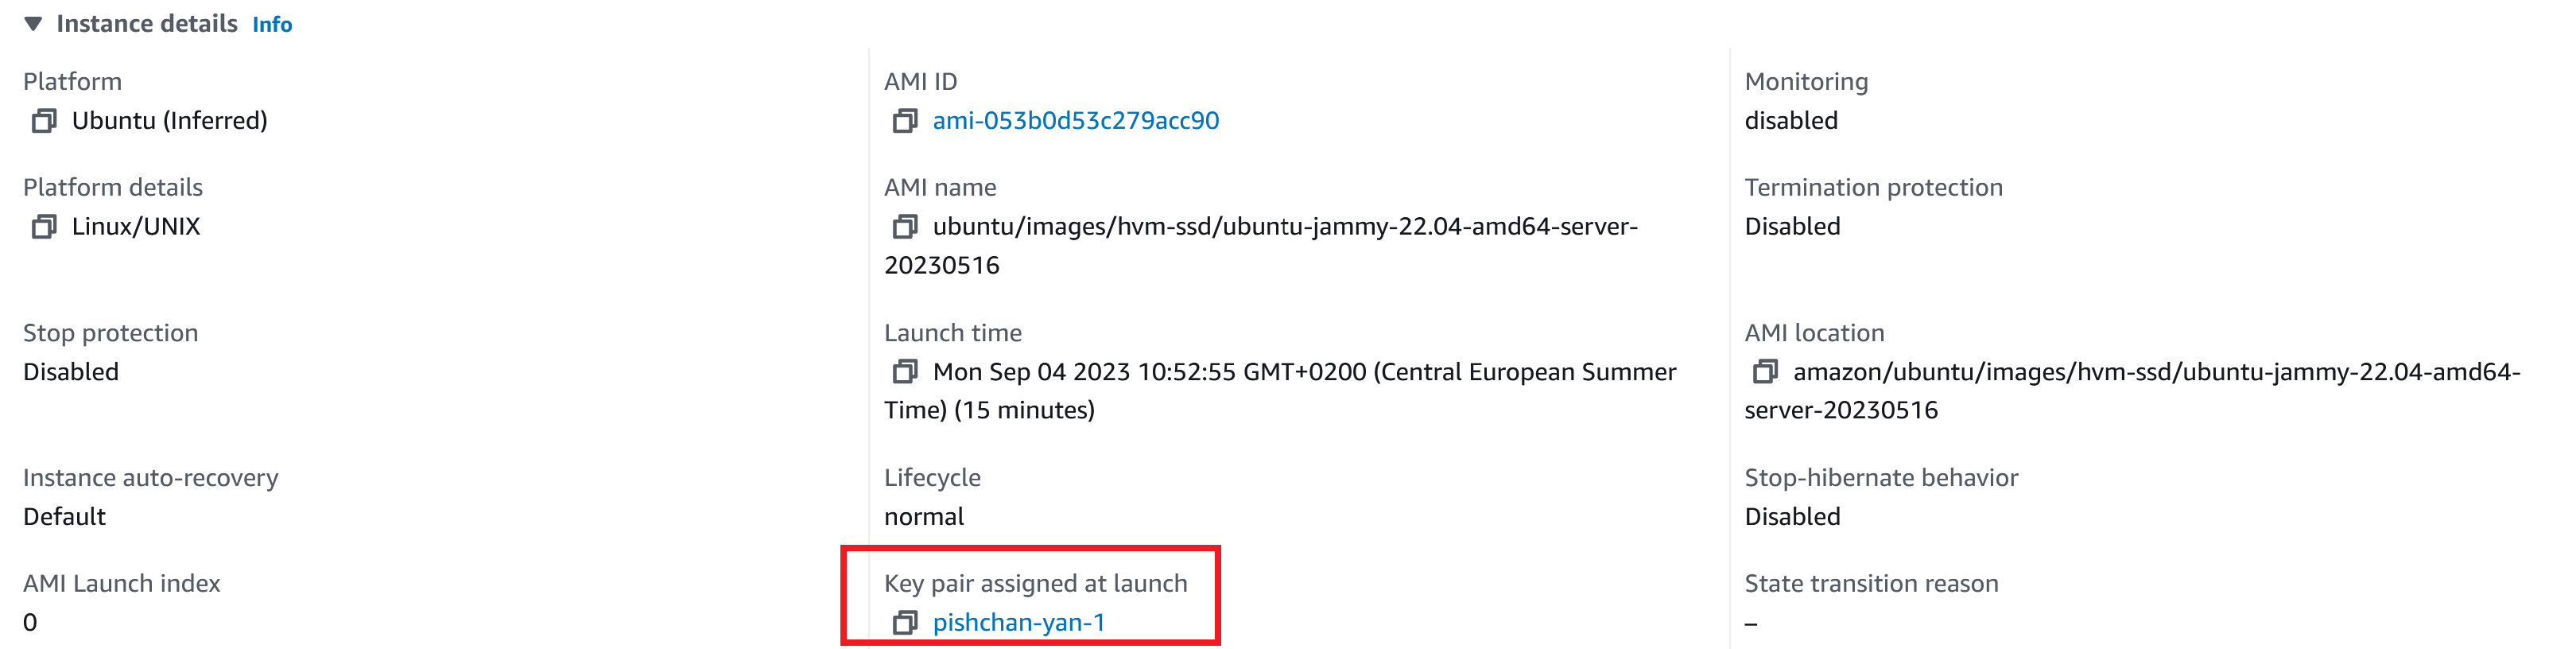 ▼ Instance details Info
Platform
Ubuntu (Inferred)
AMI ID
ami-053b0d53c279acc90
Monitoring
disabled
Platform details
Linux/UNIX
AMI name
ubuntu/images/hvm-ssd/ubuntu-jammy-22.04-amd64-server-
20230516
Termination protection
Disabled
Stop protection
Disabled
Launch time
Mon Sep 04 2023 10:52:55 GMT+0200 (Central European Summer
Time) (15 minutes)
AMI location
amazon/ubuntu/images/hvm-ssd/ubuntu-jammy-22.04-amd64-
server-20230516
Instance auto-recovery
Default
Lifecycle
normal
Stop-hibernate behavior
Disabled
AMI Launch index
0
Key pair assigned at launch
pishchan-yan-1
State transition reason
–